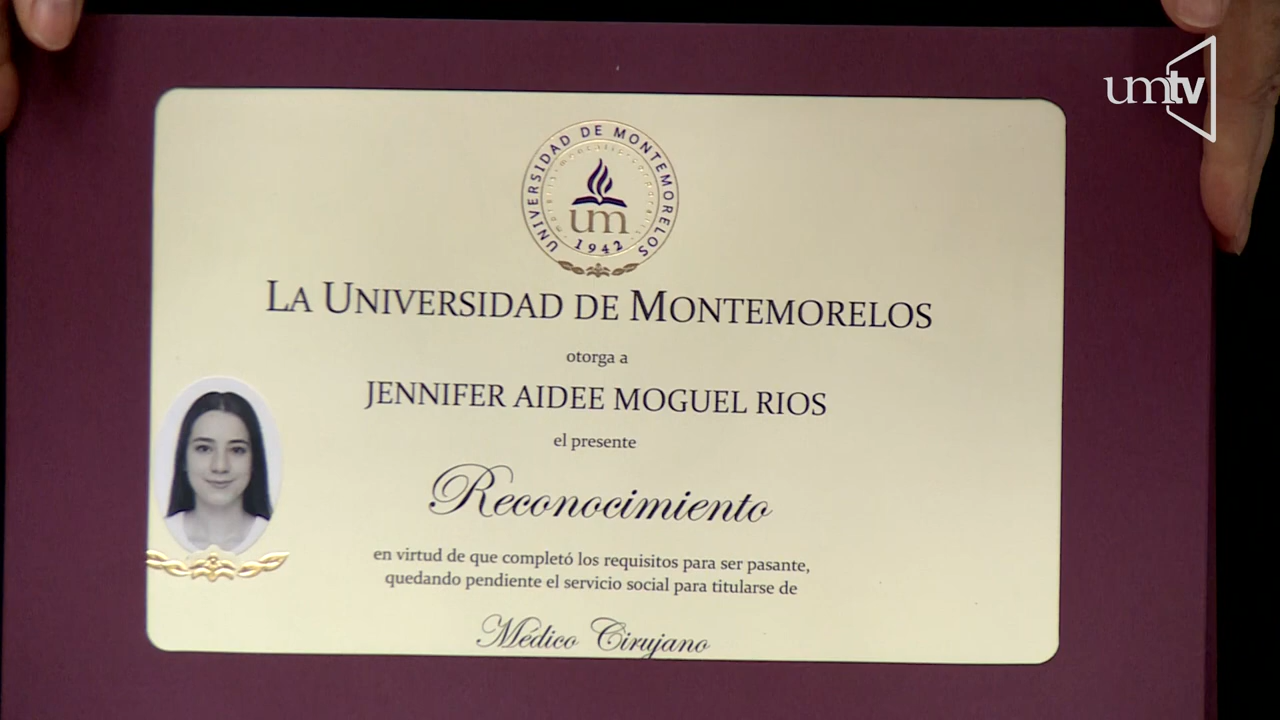 umtv
UNIVERSIDAD DE MONTEMORELOS
um
1942
LA UNIVERSIDAD DE MONTEMORELOS
otorga a
JENNIFER AIDEE MOGUEL RIOS
el presente
Reconocimiento
en virtud de que completó los requisitos para ser pasante,
quedando pendiente el servicio social para titularse de
Médico Cirujano